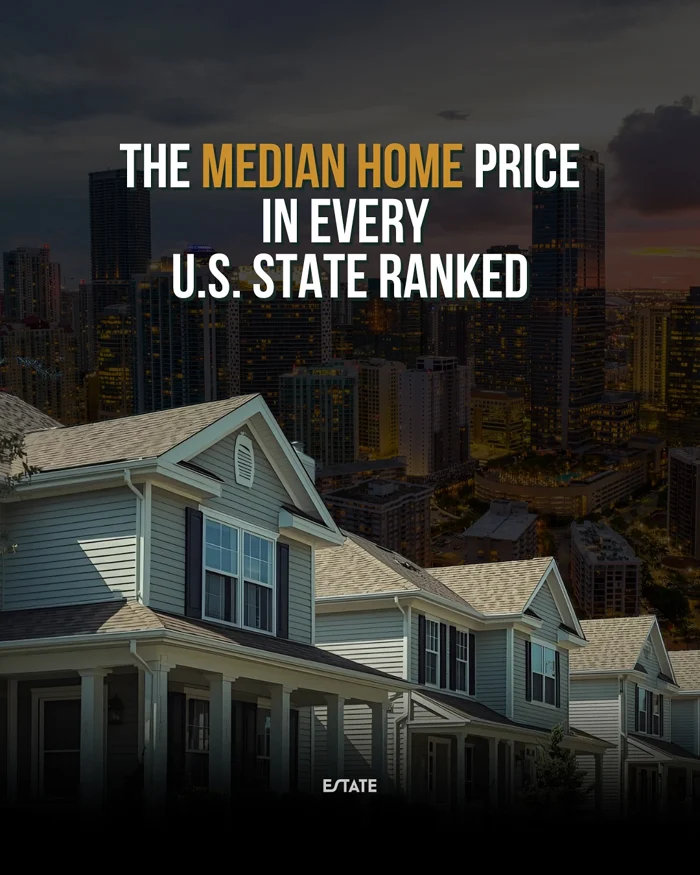 THE MEDIAN HOME PRICE
IN EVERY
U.S. STATE RANKED
ESTATE